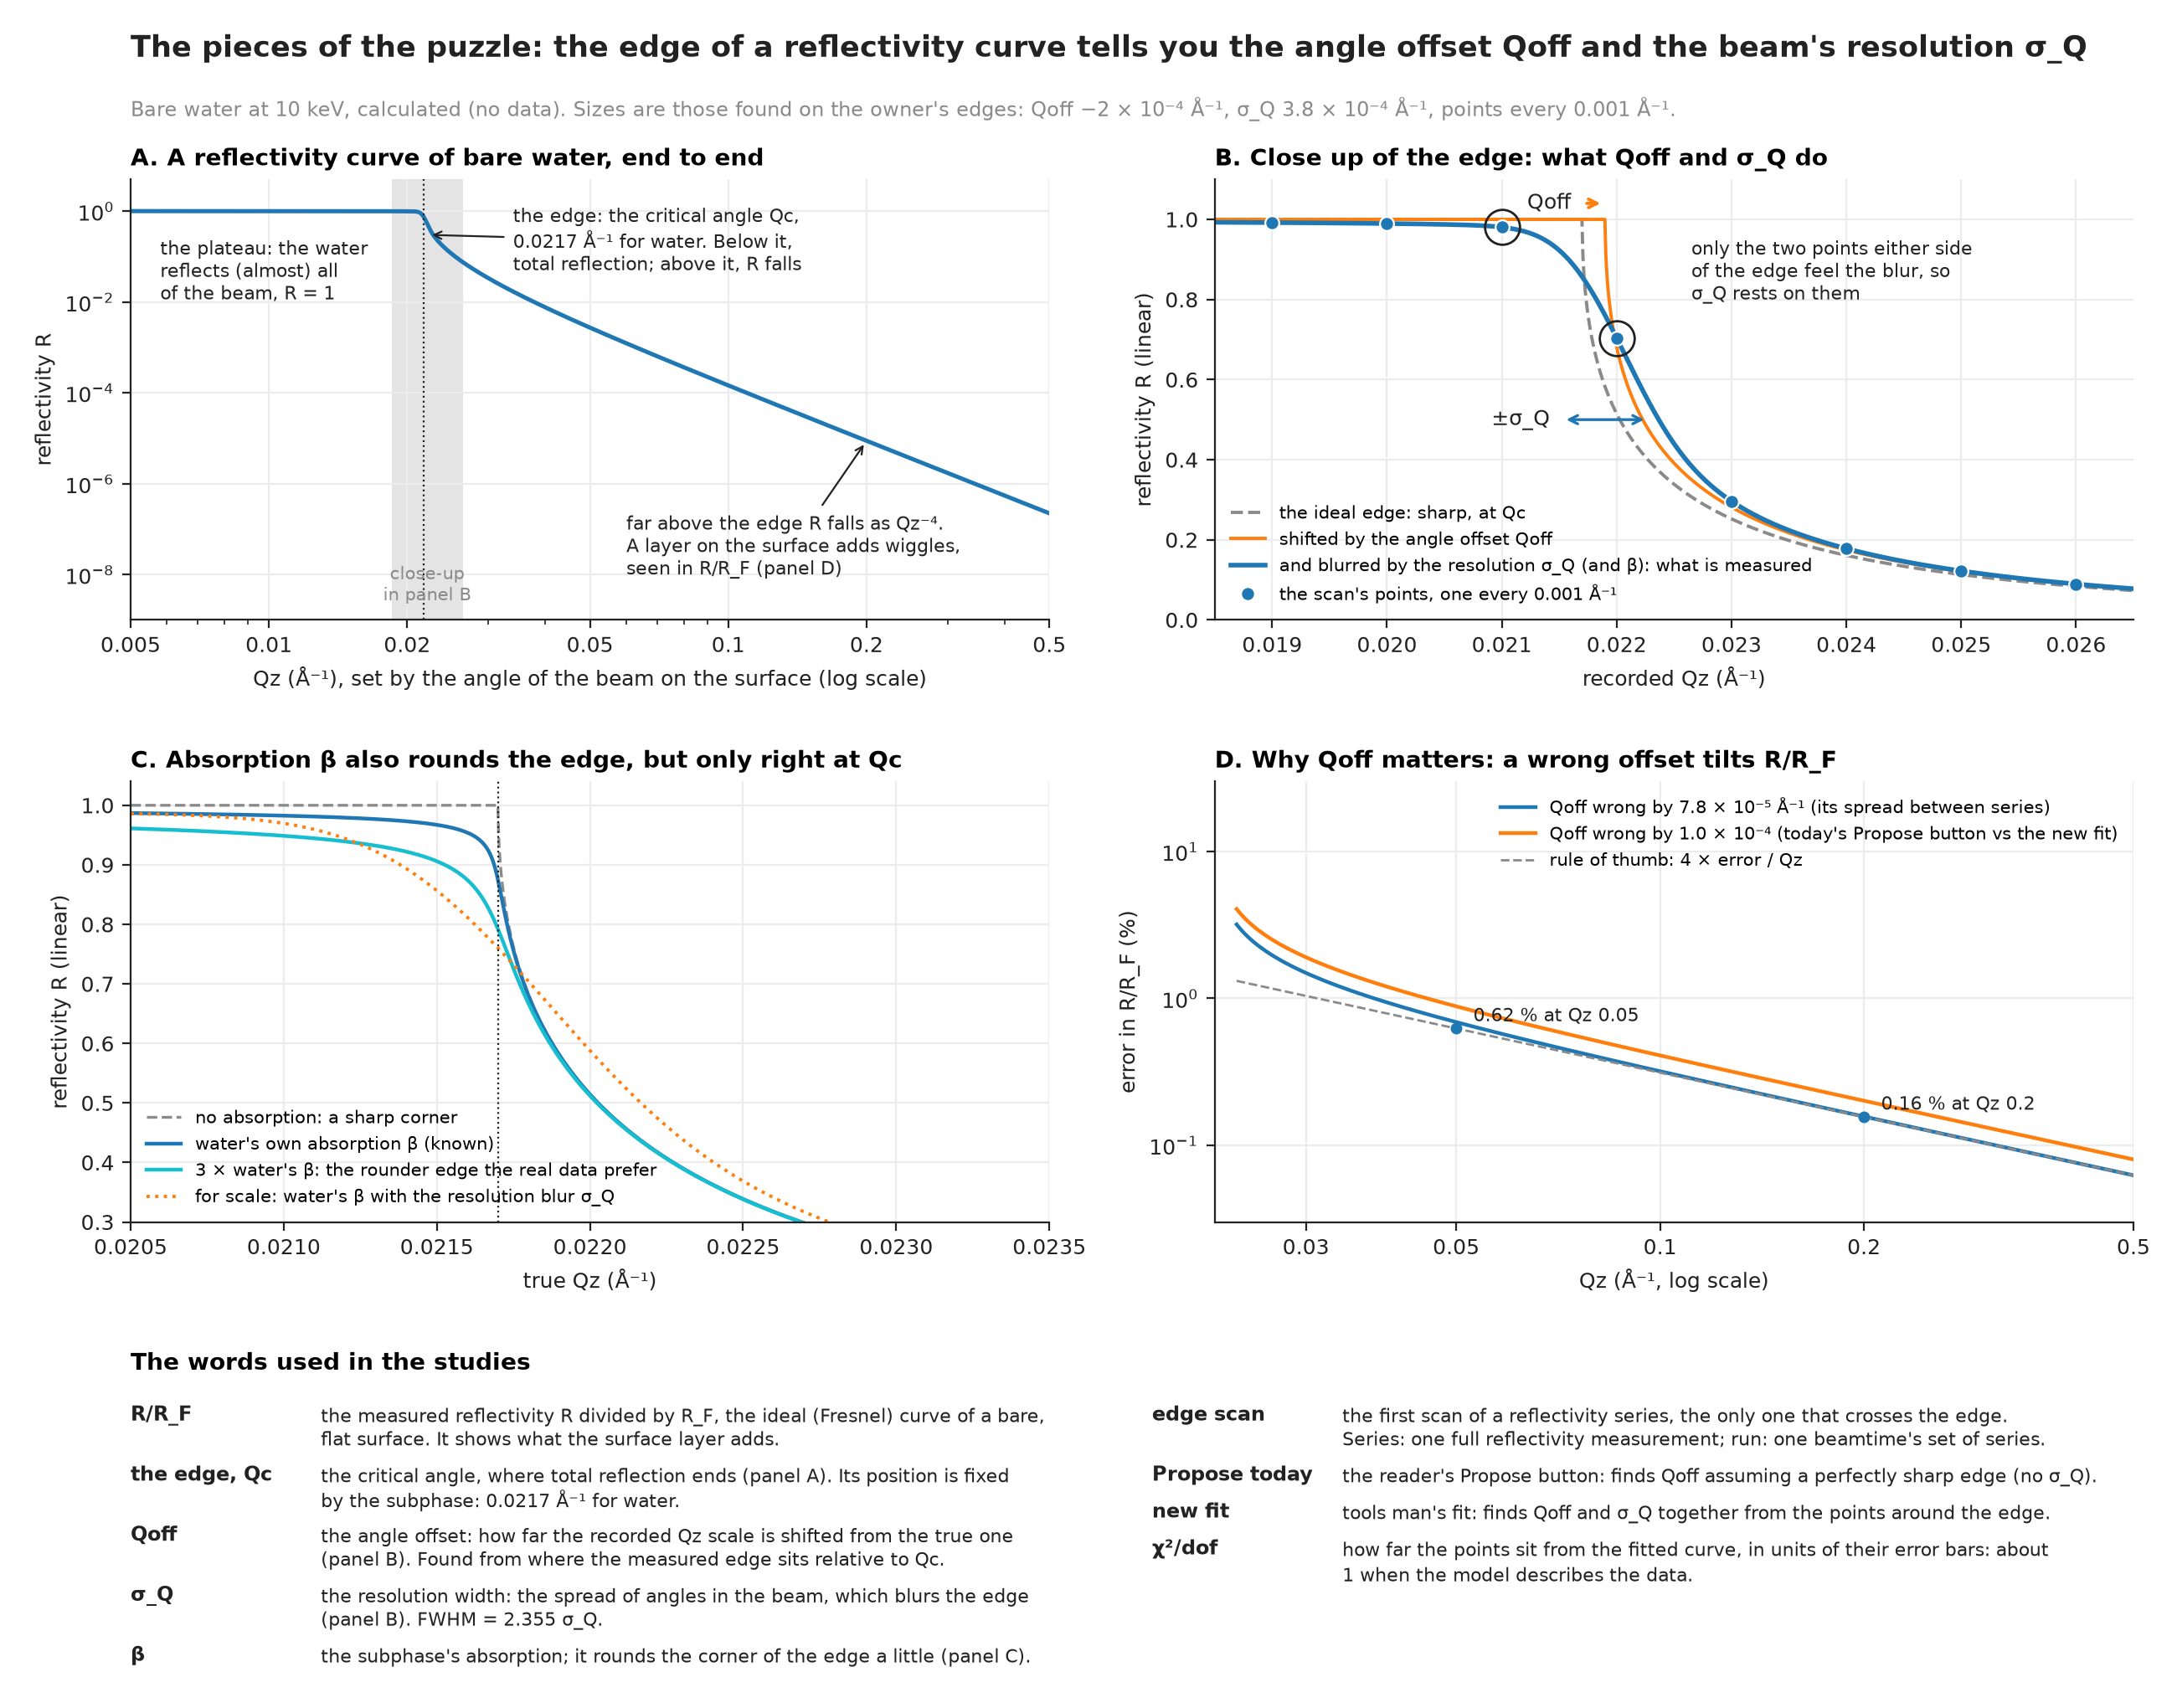 The pieces of the puzzle: the edge of a reflectivity curve tells you the angle offset Qoff and the beam's resolution σ_Q
Bare water at 10 keV, calculated (no data). Sizes are those found on the owner's edges: Qoff −2 × 10⁻⁴ Å⁻¹, σ_Q 3.8 × 10⁻⁴ Å⁻¹, points every 0.001 Å⁻¹.
A. A reflectivity curve of bare water, end to end
10⁰
10⁻²
10⁻⁴
10⁻⁶
10⁻⁸
reflectivity R
the plateau: the water
reflects (almost) all
of the beam, R = 1
the edge: the critical angle Qc,
0.0217 Å⁻¹ for water. Below it,
total reflection; above it, R falls
far above the edge R falls as Qz⁻⁴.
A layer on the surface adds wiggles,
seen in R/R_F (panel D)
close-up
in panel B
0.005 0.01 0.02 0.05 0.1 0.2 0.5
Qz (Å⁻¹), set by the angle of the beam on the surface (log scale)
B. Close up of the edge: what Qoff and σ_Q do
1.0
0.8
0.6
0.4
0.2
0.0
reflectivity R (linear)
Qoff
only the two points either side
of the edge feel the blur, so
σ_Q rests on them
±σ_Q
the ideal edge: sharp, at Qc
shifted by the angle offset Qoff
and blurred by the resolution σ_Q (and β): what is measured
the scan's points, one every 0.001 Å⁻¹
0.019 0.020 0.021 0.022 0.023 0.024 0.025 0.026
recorded Qz (Å⁻¹)
C. Absorption β also rounds the edge, but only right at Qc
1.0
0.9
0.8
0.7
0.6
0.5
0.4
0.3
reflectivity R (linear)
no absorption: a sharp corner
water's own absorption β (known)
3 × water's β: the rounder edge the real data prefer
for scale: water's β with the resolution blur σ_Q
0.0205 0.0210 0.0215 0.0220 0.0225 0.0230 0.0235
true Qz (Å⁻¹)
D. Why Qoff matters: a wrong offset tilts R/R_F
10¹
10⁰
10⁻¹
error in R/R_F (%)
Qoff wrong by 7.8 × 10⁻⁵ Å⁻¹ (its spread between series)
Qoff wrong by 1.0 × 10⁻⁴ (today's Propose button vs the new fit)
rule of thumb: 4 × error / Qz
0.62 % at Qz 0.05
0.16 % at Qz 0.2
0.03 0.05 0.1 0.2 0.5
Qz (Å⁻¹, log scale)
The words used in the studies
R/R_F the measured reflectivity R divided by R_F, the ideal (Fresnel) curve of a bare,
flat surface. It shows what the surface layer adds.
the edge, Qc the critical angle, where total reflection ends (panel A). Its position is fixed
by the subphase: 0.0217 Å⁻¹ for water.
Qoff the angle offset: how far the recorded Qz scale is shifted from the true one
(panel B). Found from where the measured edge sits relative to Qc.
σ_Q the resolution width: the spread of angles in the beam, which blurs the edge
(panel B). FWHM = 2.355 σ_Q.
β the subphase's absorption; it rounds the corner of the edge a little (panel C).
edge scan the first scan of a reflectivity series, the only one that crosses the edge.
Series: one full reflectivity measurement; run: one beamtime's set of series.
Propose today the reader's Propose button: finds Qoff assuming a perfectly sharp edge (no σ_Q).
new fit tools man's fit: finds Qoff and σ_Q together from the points around the edge.
χ²/dof how far the points sit from the fitted curve, in units of their error bars: about
1 when the model describes the data.